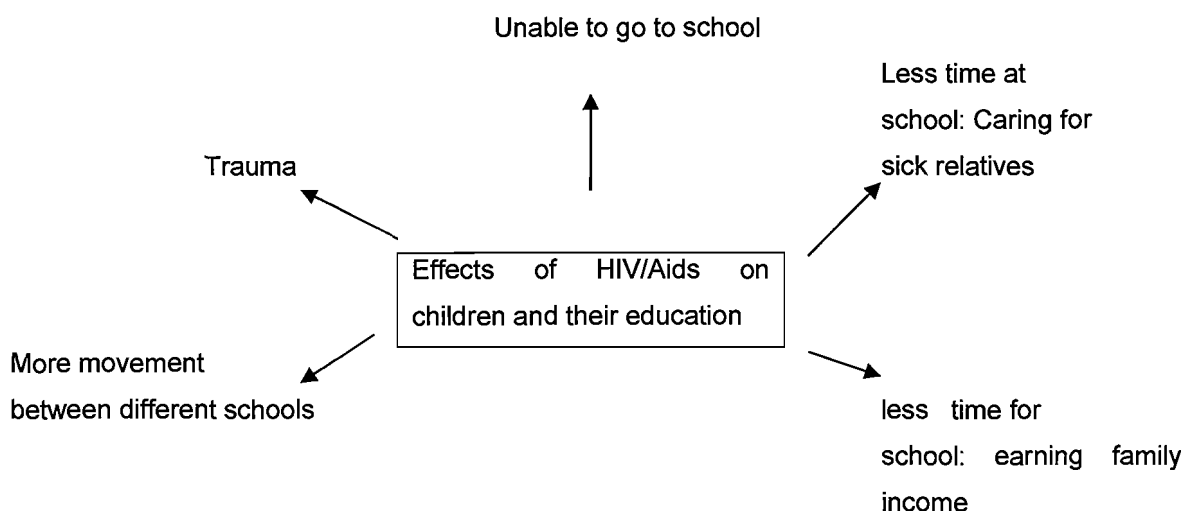 Unable to go to school
Less time at
school: Caring for
sick relatives
Trauma
Effects of HIV/Aids on
children and their education
More movement
between different schools
less time for
school: earning family
income